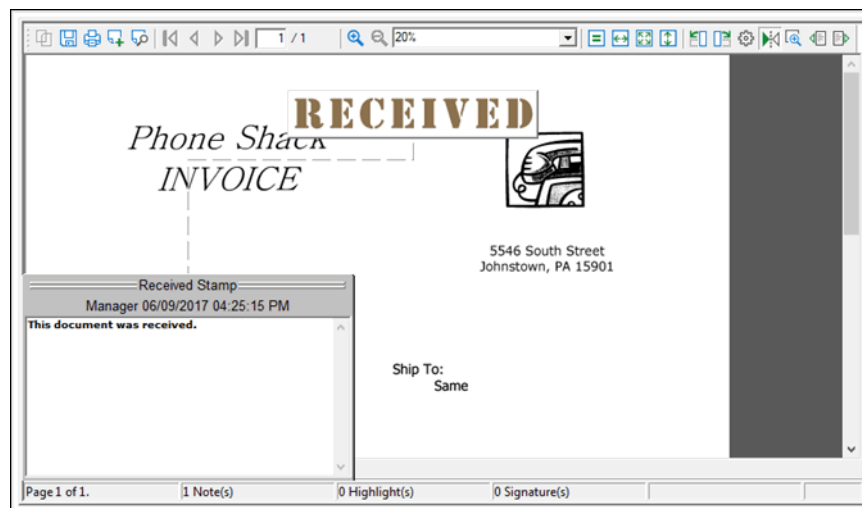 1 / 1
20%
RECEIVED
Phone Shack
INVOICE
5546 South Street
Johnstown, PA 15901
Received Stamp
Manager 06/09/2017 04:25:15 PM
This document was received.
Ship To:
Same
Page 1 of 1.
1 Note(s)
0 Highlight(s)
0 Signature(s)